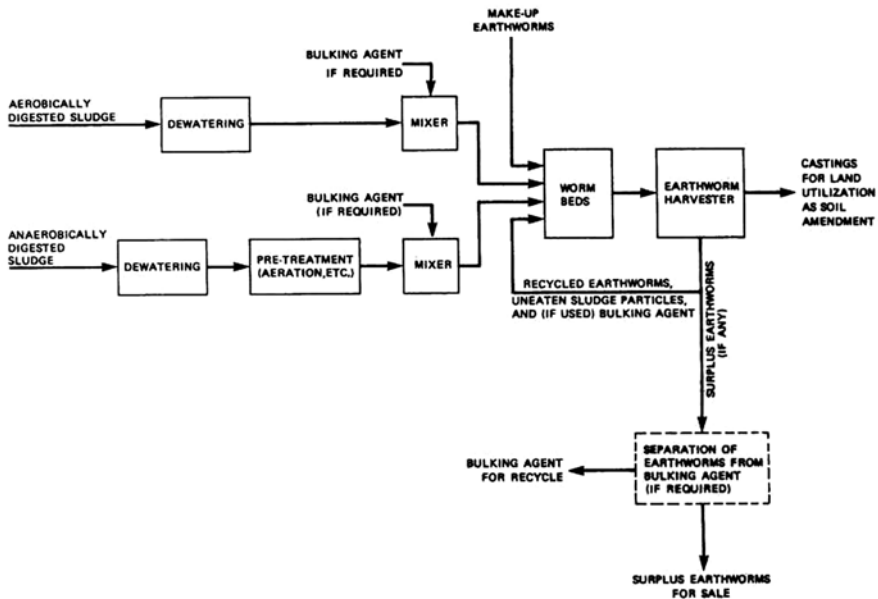 MAKE-UP
EARTHWORMS
BULKING AGENT
IF REQUIRED
AEROBICALLY
DIGESTED SLUDGE
DEWATERING
MIXER
BULKING AGENT
(IF REQUIRED)
WORM
BEDS
EARTHWORM
HARVESTER
CASTINGS
FOR LAND
UTILIZATION
AS SOIL
AMENDMENT
ANAEROBICALLY
DIGESTED
SLUDGE
DEWATERING
PRE-TREATMENT
(AERATION,ETC.)
MIXER
RECYCLED EARTHWORMS,
UNEATEN SLUDGE PARTICLES,
AND (IF USED) BULKING AGENT
SURPLUS EARTHWORMS
(IF ANY)
SEPARATION OF
EARTHWORMS FROM
BULKING AGENT
(IF REQUIRED)
BULKING AGENT
FOR RECYCLE
SURPLUS EARTHWORMS
FOR SALE